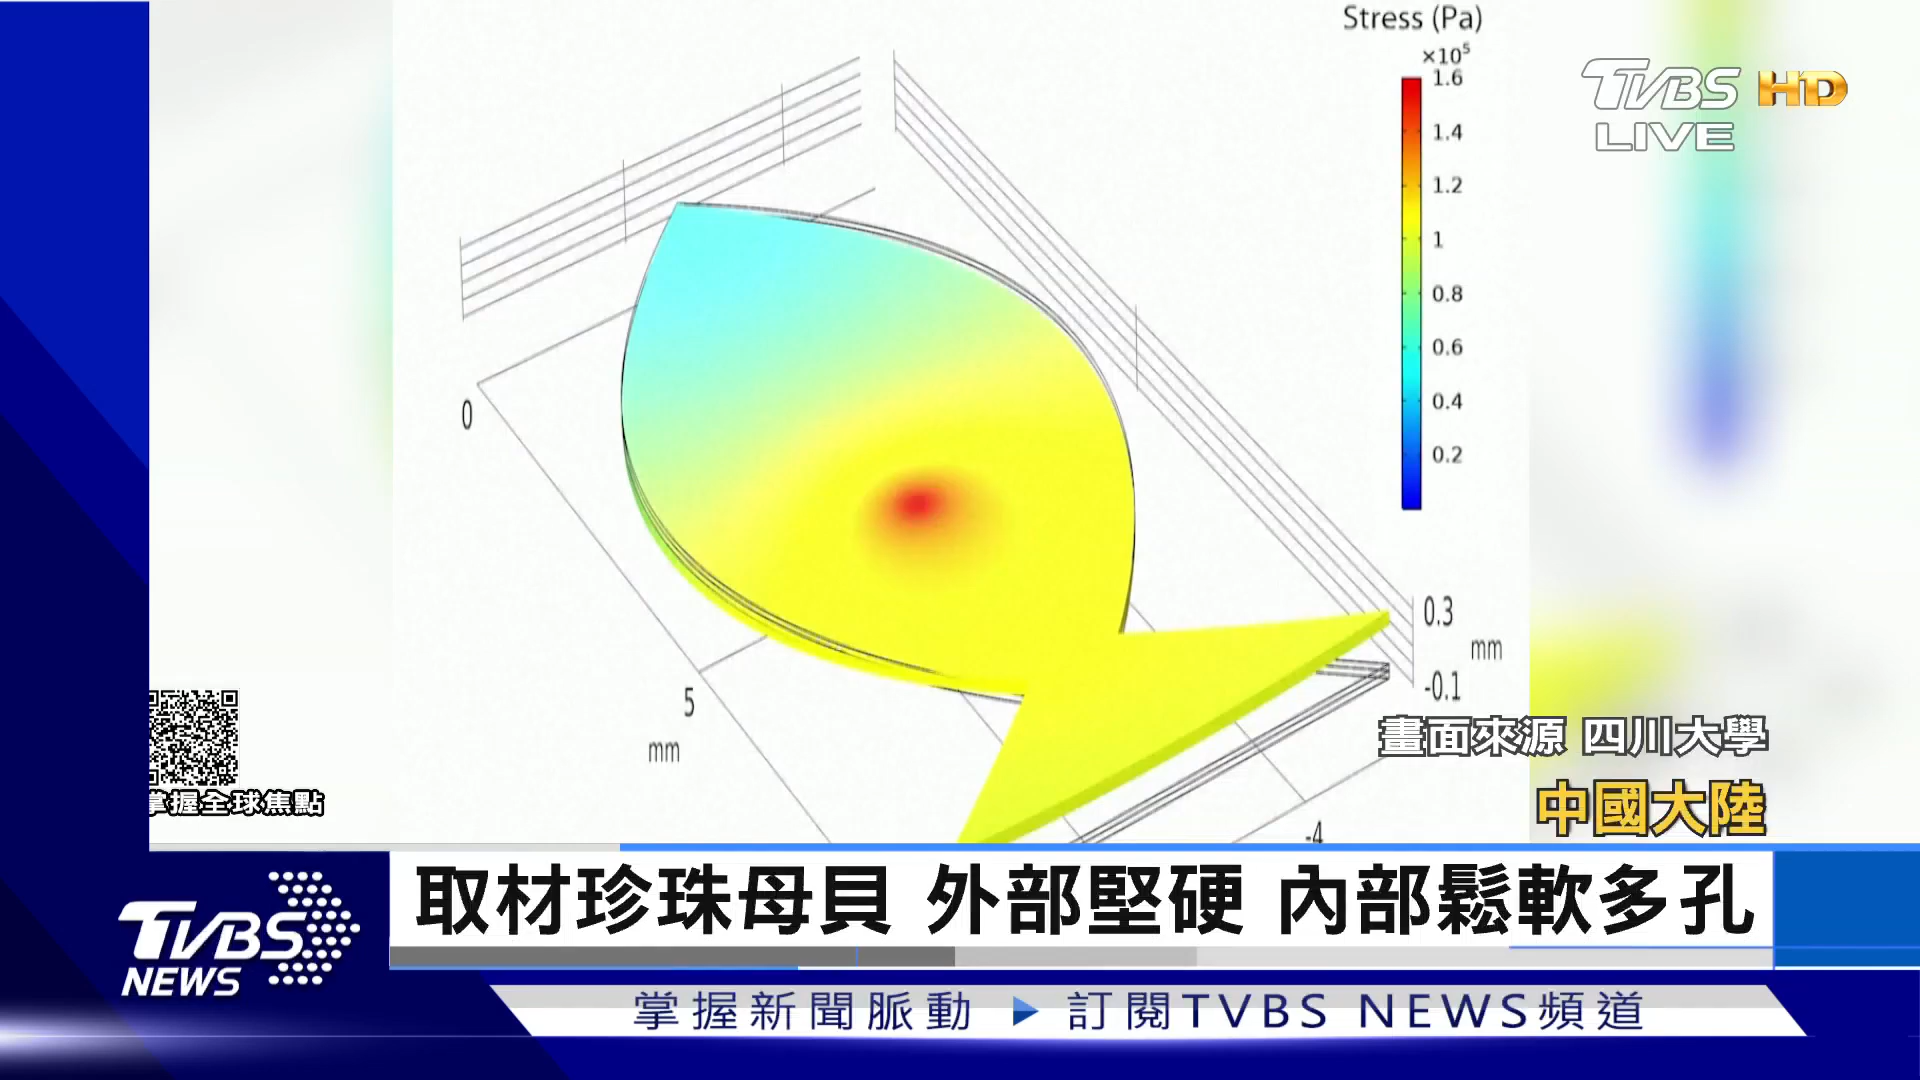 Stress (Pa)
×10⁵
1.6
1.4
1.2
1
0.8
0.6
0.4
0.2
TVBS HD
LIVE
0
5
mm
0.3
mm
-0.1
-4
畫面來源 四川大學
中國大陸
掌握全球焦點
取材珍珠母貝 外部堅硬 內部鬆軟多孔
TVBS
NEWS
掌握新聞脈動 ▶ 訂閱TVBS NEWS頻道